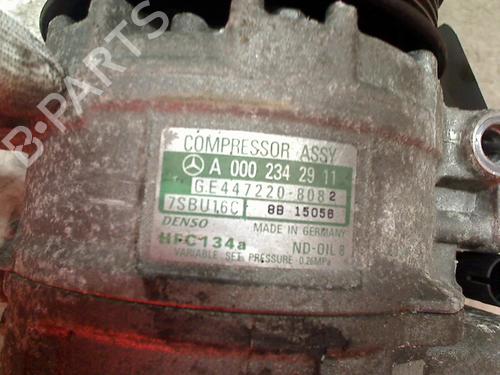 B-PARTS
COMPRESSOR ASSY
A 000 234 29 11
GE447220-8082
7SBU16C 8B 15056
DENSO MADE IN GERMANY
HFC134a ND-OIL 8
VARIABLE SET PRESSURE 0.26MPa